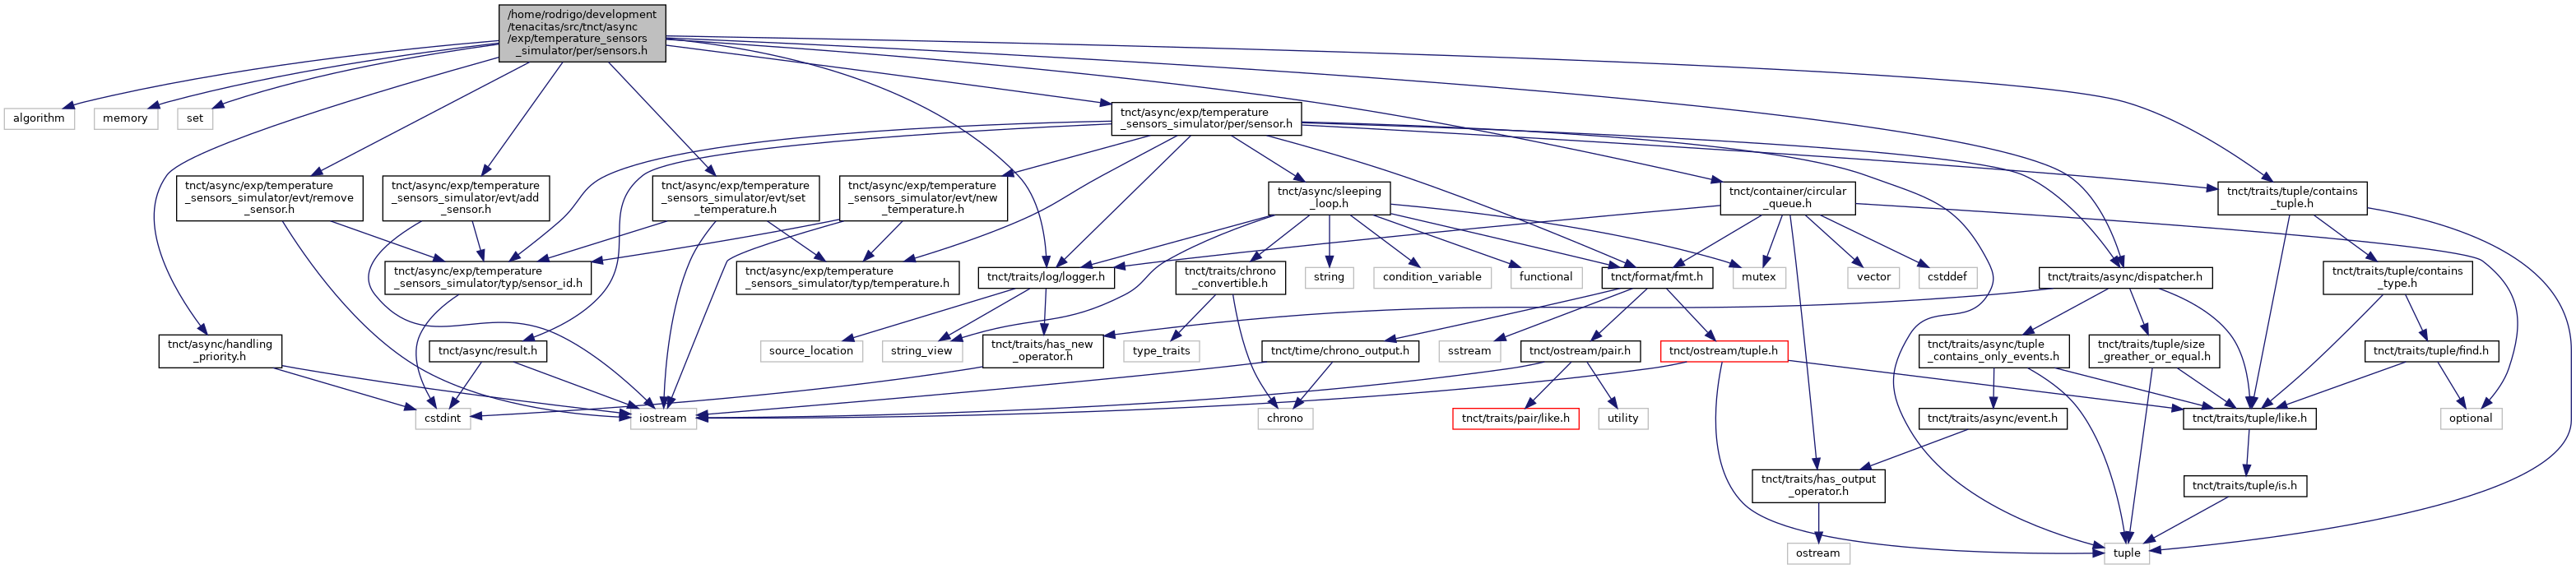 /home/rodrigo/development
/tenacitas/src/tnct/async
/exp/temperature_sensors
_simulator/per/sensors.h
algorithm
memory
set
tnct/async/exp/temperature
_sensors_simulator/per/sensor.h
tnct/async/exp/temperature
_sensors_simulator/evt/remove
_sensor.h
tnct/async/exp/temperature
_sensors_simulator/evt/add
_sensor.h
tnct/async/exp/temperature
_sensors_simulator/evt/set
_temperature.h
tnct/async/exp/temperature
_sensors_simulator/evt/new
_temperature.h
tnct/async/sleeping
_loop.h
tnct/container/circular
_queue.h
tnct/traits/tuple/contains
_tuple.h
tnct/async/exp/temperature
_sensors_simulator/typ/sensor_id.h
tnct/async/exp/temperature
_sensors_simulator/typ/temperature.h
tnct/traits/log/logger.h
tnct/traits/chrono
_convertible.h
string
condition_variable
functional
tnct/format/fmt.h
mutex
vector
cstddef
tnct/traits/async/dispatcher.h
tnct/traits/tuple/contains
_type.h
tnct/async/handling
_priority.h
tnct/async/result.h
source_location
string_view
tnct/traits/has_new
_operator.h
type_traits
tnct/time/chrono_output.h
sstream
tnct/ostream/pair.h
tnct/ostream/tuple.h
tnct/traits/async/tuple
_contains_only_events.h
tnct/traits/tuple/size
_greather_or_equal.h
tnct/traits/tuple/find.h
cstdint
iostream
chrono
tnct/traits/pair/like.h
utility
tnct/traits/async/event.h
tnct/traits/tuple/like.h
optional
tnct/traits/has_output
_operator.h
tnct/traits/tuple/is.h
ostream
tuple